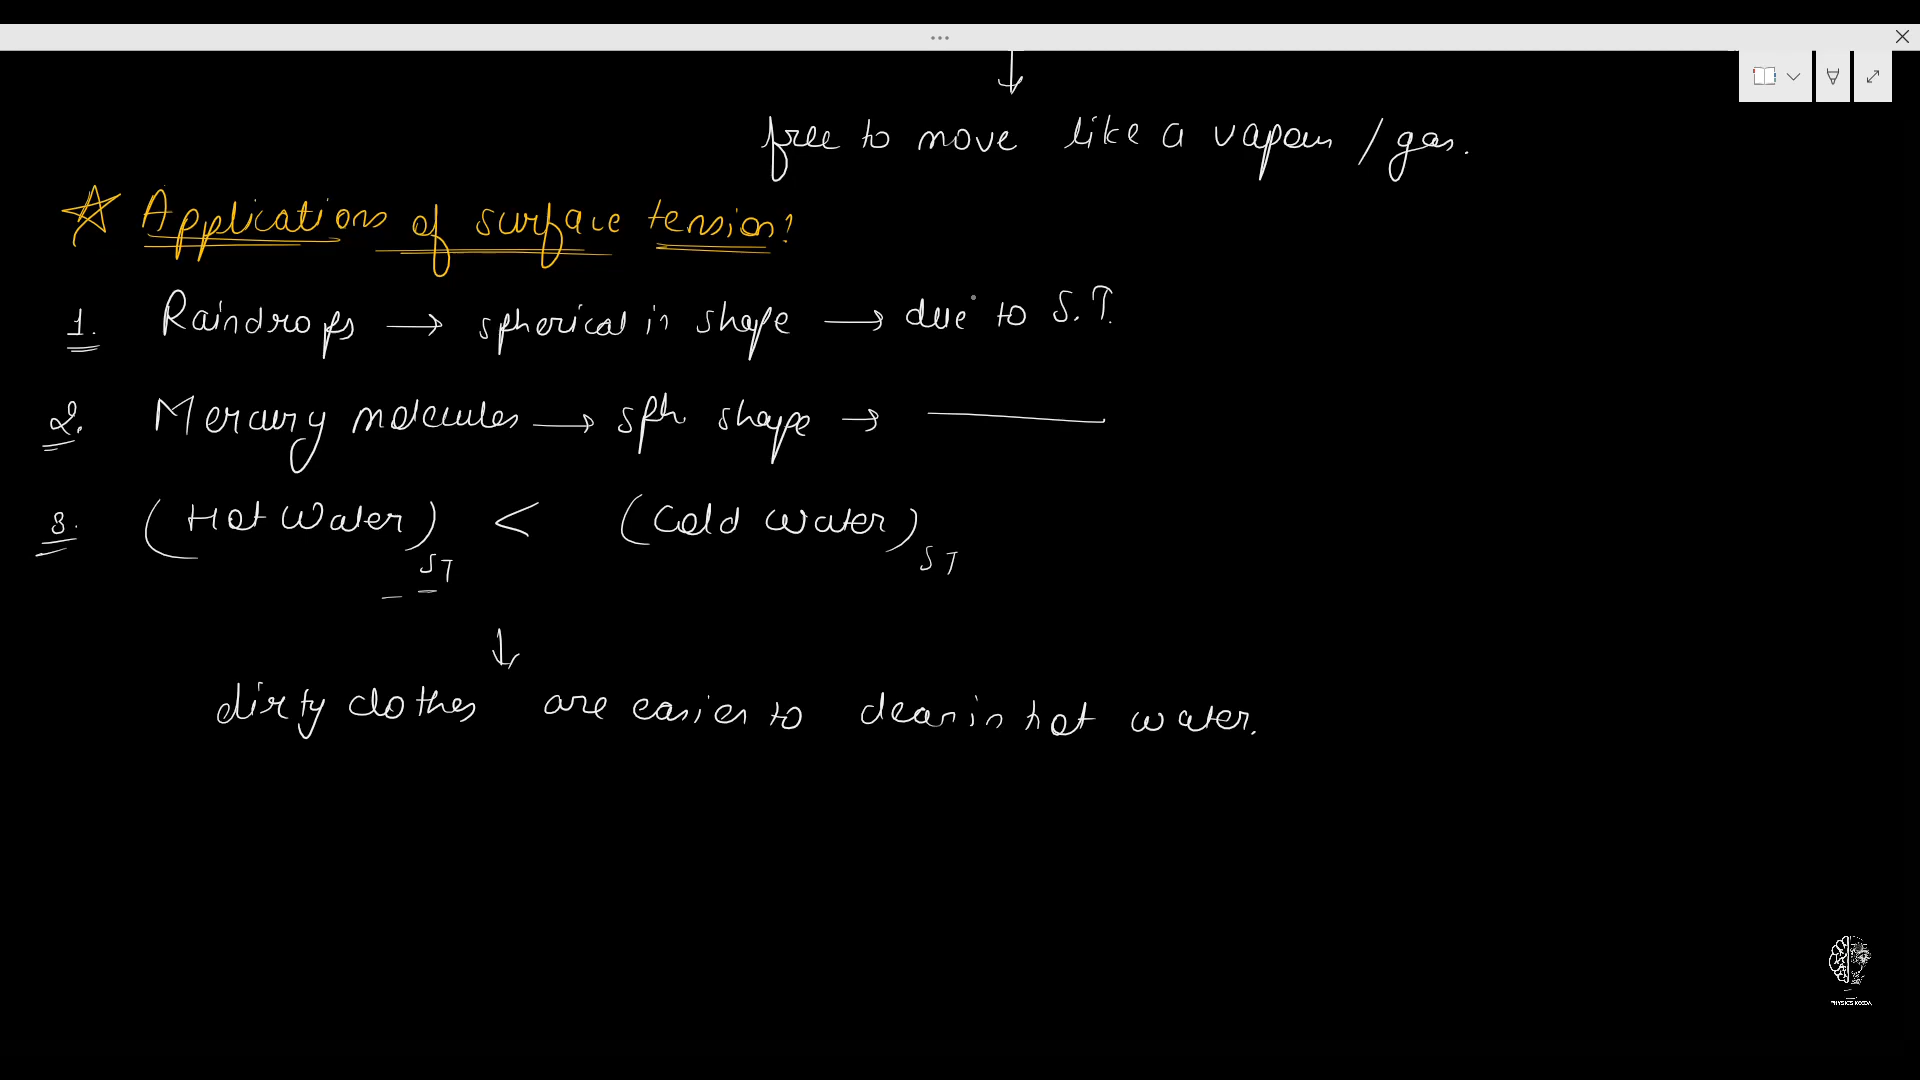 free to move like a vapour / gas.
☆ Applications of surface tension:
1. Raindrops → spherical in shape → due to S.T.
2. Mercury molecules → sph. shape → ———
3. (Hot Water)ST < (Cold water)ST
↓
dirty clothes are easier to clean in hot water.